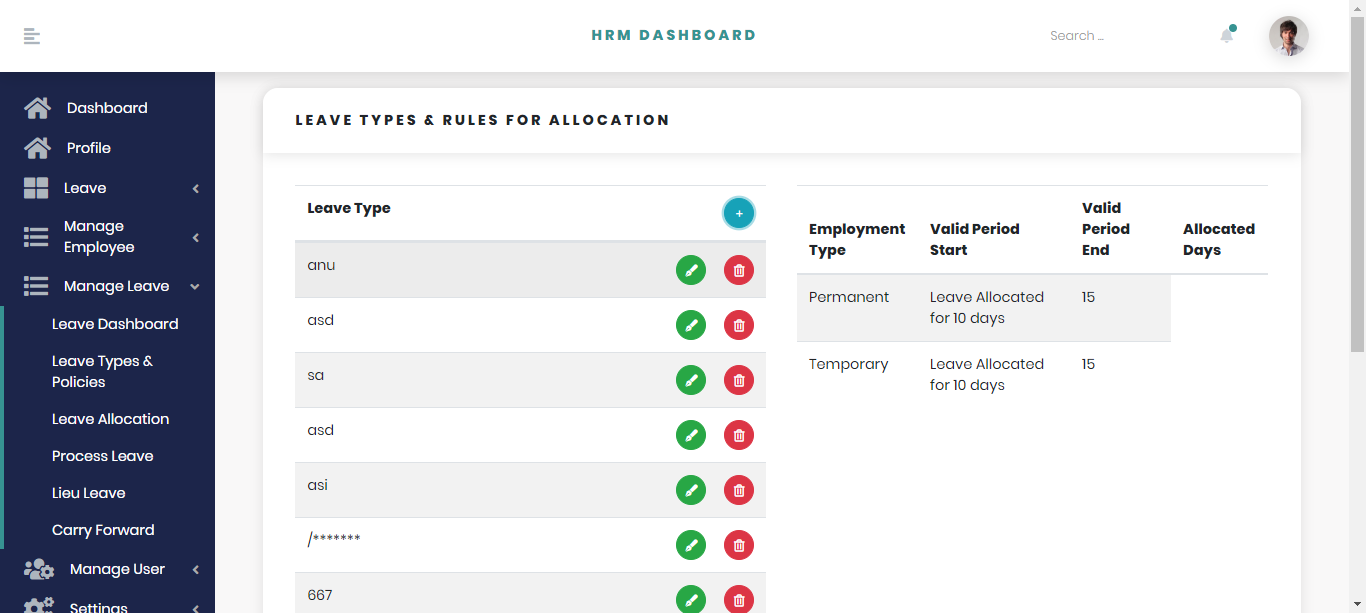 HRM DASHBOARD
Search ...
Dashboard
Profile
Leave
Manage
Employee
Manage Leave
Leave Dashboard
Leave Types &
Policies
Leave Allocation
Process Leave
Lieu Leave
Carry Forward
Manage User
Settings
LEAVE TYPES & RULES FOR ALLOCATION
Leave Type
+
anu
asd
sa
asd
asi
/*******
667
Employment
Type
Valid Period
Start
Valid
Period
End
Allocated
Days
Permanent
Leave Allocated
for 10 days
15
Temporary
Leave Allocated
for 10 days
15